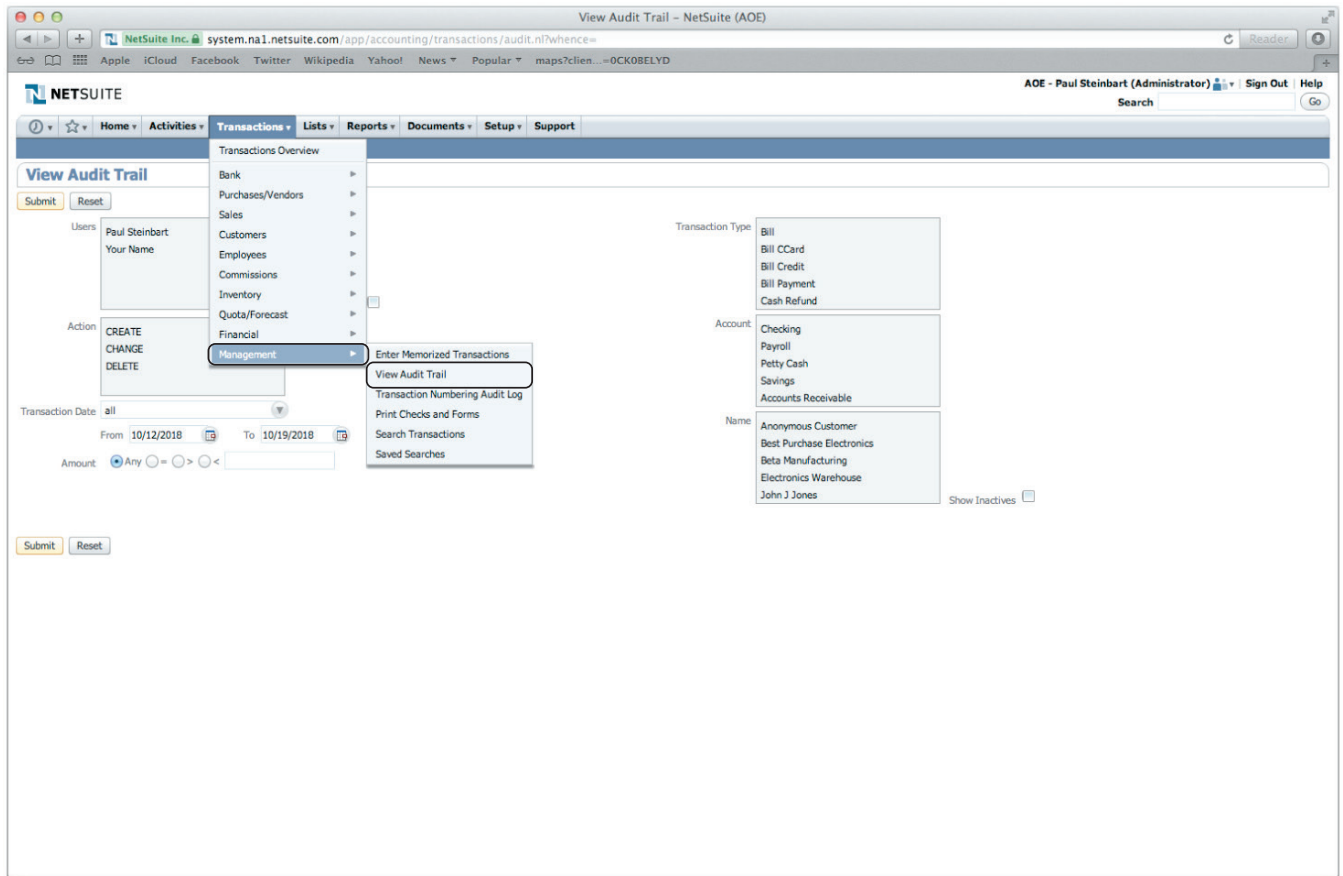 View Audit Trail – NetSuite (AOE)
NetSuite Inc. system.na1.netsuite.com/app/accounting/transactions/audit.nl?whence=
Reader
Apple iCloud Facebook Twitter Wikipedia Yahoo! News Popular maps?clien...=0CK0BELYD
NETSUITE
AOE - Paul Steinbart (Administrator) Sign Out Help
Search Go
Home Activities Transactions Lists Reports Documents Setup Support
Transactions Overview
Bank
Purchases/Vendors
Sales
Customers
Employees
Commissions
Inventory
Quota/Forecast
Financial
Management
Enter Memorized Transactions
View Audit Trail
Transaction Numbering Audit Log
Print Checks and Forms
Search Transactions
Saved Searches
View Audit Trail
Submit Reset
Users
Paul Steinbart
Your Name
Action
CREATE
CHANGE
DELETE
Transaction Date all
From 10/12/2018 To 10/19/2018
Amount Any = > <
Transaction Type
Bill
Bill CCard
Bill Credit
Bill Payment
Cash Refund
Account
Checking
Payroll
Petty Cash
Savings
Accounts Receivable
Name
Anonymous Customer
Best Purchase Electronics
Beta Manufacturing
Electronics Warehouse
John J Jones
Show Inactives
Submit Reset